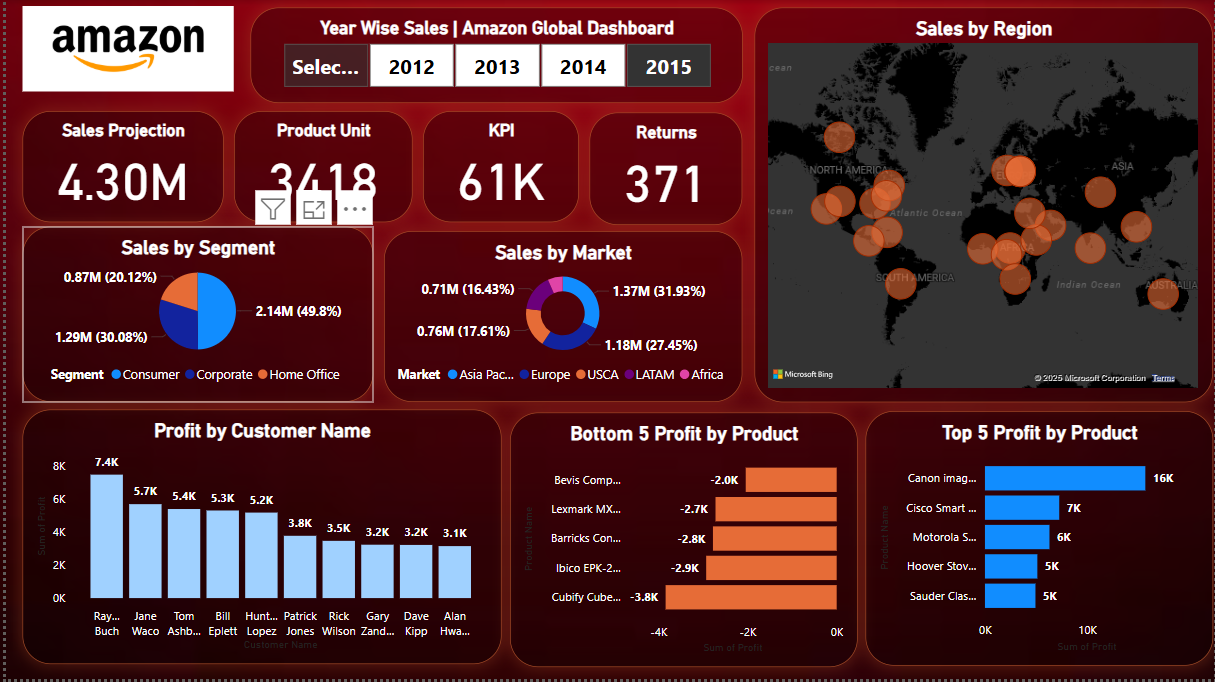 amazon
Year Wise Sales | Amazon Global Dashboard
Selec... 2012 2013 2014 2015
Sales Projection
4.30M
Product Unit
3418
KPI
61K
Returns
371
Sales by Region
ocean
NORTH AMERICA
ASIA
ocean
Atlantic Ocean
AFRICA
SOUTH AMERICA
Indian Ocean
AUSTRALIA
Microsoft Bing
© 2025 Microsoft Corporation Terms
Sales by Segment
0.87M (20.12%)
2.14M (49.8%)
1.29M (30.08%)
Segment Consumer Corporate Home Office
Sales by Market
0.71M (16.43%)
1.37M (31.93%)
0.76M (17.61%)
1.18M (27.45%)
Market Asia Pac... Europe USCA LATAM Africa
Profit by Customer Name
Sum of Profit
8K
6K
4K
2K
0K
7.4K
5.7K
5.4K
5.3K
5.2K
3.8K
3.5K
3.2K
3.2K
3.1K
Ray... Buch
Jane Waco
Tom Ashb...
Bill Eplett
Hunt... Lopez
Patrick Jones
Rick Wilson
Gary Zand...
Dave Kipp
Alan Hwa...
Customer Name
Bottom 5 Profit by Product
Product Name
Bevis Comp... -2.0K
Lexmark MX... -2.7K
Barricks Con... -2.8K
Ibico EPK-2... -2.9K
Cubify Cube... -3.8K
-4K -2K 0K
Sum of Profit
Top 5 Profit by Product
Product Name
Canon imag... 16K
Cisco Smart ... 7K
Motorola S... 6K
Hoover Stov... 5K
Sauder Clas... 5K
0K 10K
Sum of Profit